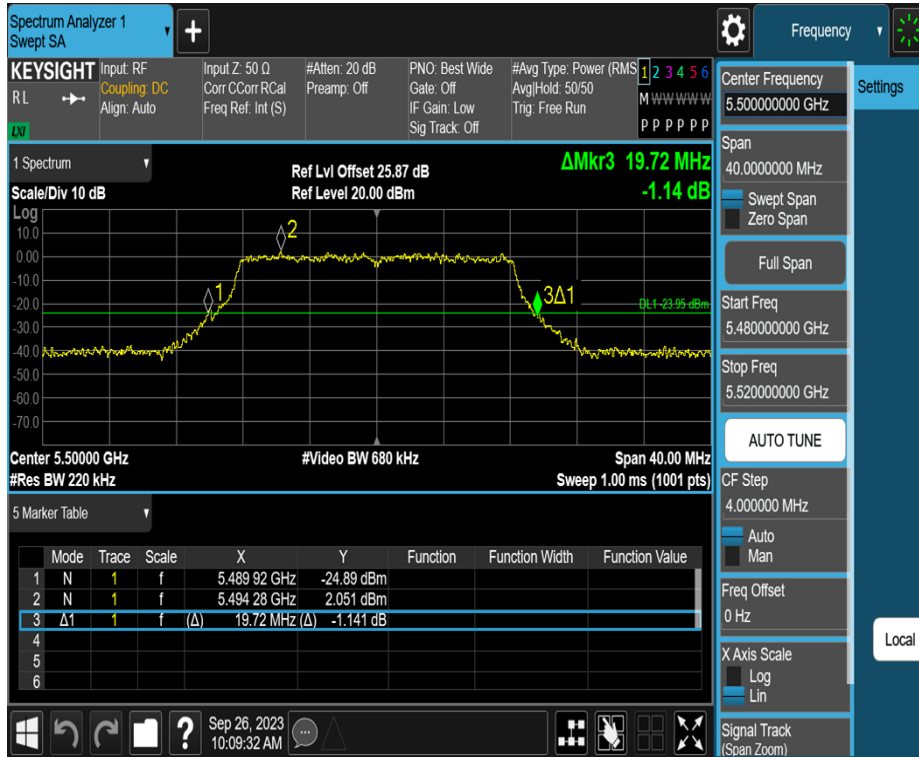 Spectrum Analyzer 1
Swept SA
+
Frequency
KEYSIGHT
R L
LXI
Input: RF
Coupling: DC
Align: Auto
Input Z: 50 Ω
Corr CCorr RCal
Freq Ref: Int (S)
#Atten: 20 dB
Preamp: Off
PNO: Best Wide
Gate: Off
IF Gain: Low
Sig Track: Off
#Avg Type: Power (RMS
Avg|Hold: 50/50
Trig: Free Run
1 2 3 4 5 6
M W W W W W
P P P P P P
1 Spectrum
Scale/Div 10 dB
Ref Lvl Offset 25.87 dB
Ref Level 20.00 dBm
ΔMkr3 19.72 MHz
-1.14 dB
Log
10.0
0.00
-10.0
-20.0
-30.0
-40.0
-50.0
-60.0
-70.0
2
1
3Δ1
DL1 -23.95 dBm
Center 5.50000 GHz
#Video BW 680 kHz
Span 40.00 MHz
#Res BW 220 kHz
Sweep 1.00 ms (1001 pts)
5 Marker Table
Mode Trace Scale X Y Function Function Width Function Value
1 N 1 f 5.489 92 GHz -24.89 dBm
2 N 1 f 5.494 28 GHz 2.051 dBm
3 Δ1 1 f (Δ) 19.72 MHz (Δ) -1.141 dB
4
5
6
?
Sep 26, 2023
10:09:32 AM
Center Frequency
5.500000000 GHz
Span
40.0000000 MHz
Swept Span
Zero Span
Full Span
Start Freq
5.480000000 GHz
Stop Freq
5.520000000 GHz
AUTO TUNE
CF Step
4.000000 MHz
Auto
Man
Freq Offset
0 Hz
X Axis Scale
Log
Lin
Signal Track
(Span Zoom)
Settings
Local